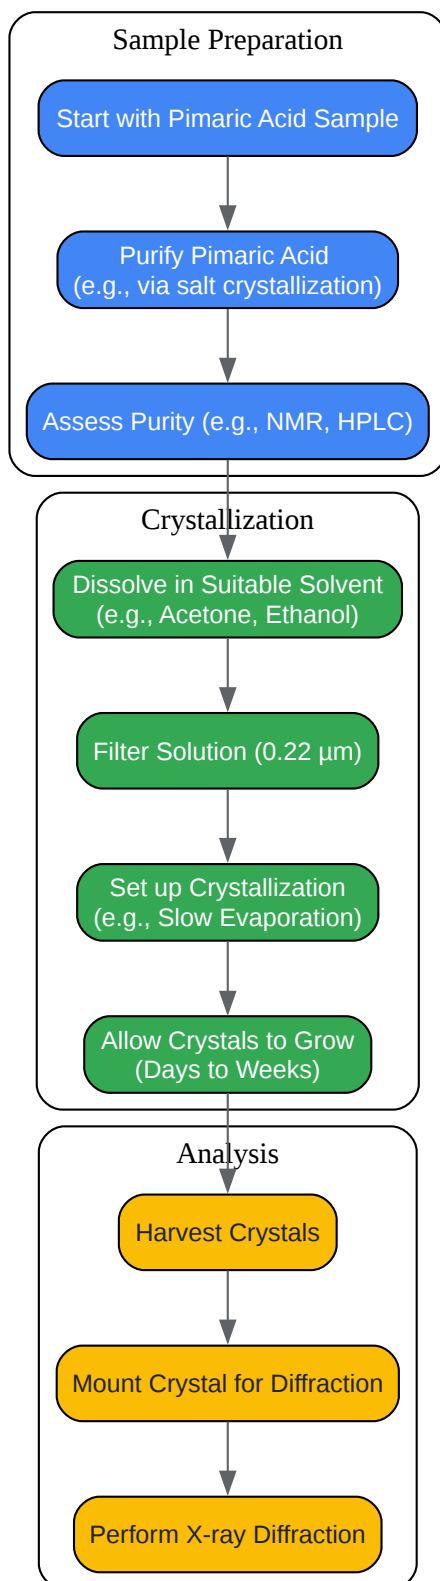 Sample Preparation
Start with Pimaric Acid Sample
Purify Pimaric Acid
(e.g., via salt crystallization)
Assess Purity (e.g., NMR, HPLC)
Crystallization
Dissolve in Suitable Solvent
(e.g., Acetone, Ethanol)
Filter Solution (0.22 µm)
Set up Crystallization
(e.g., Slow Evaporation)
Allow Crystals to Grow
(Days to Weeks)
Analysis
Harvest Crystals
Mount Crystal for Diffraction
Perform X-ray Diffraction